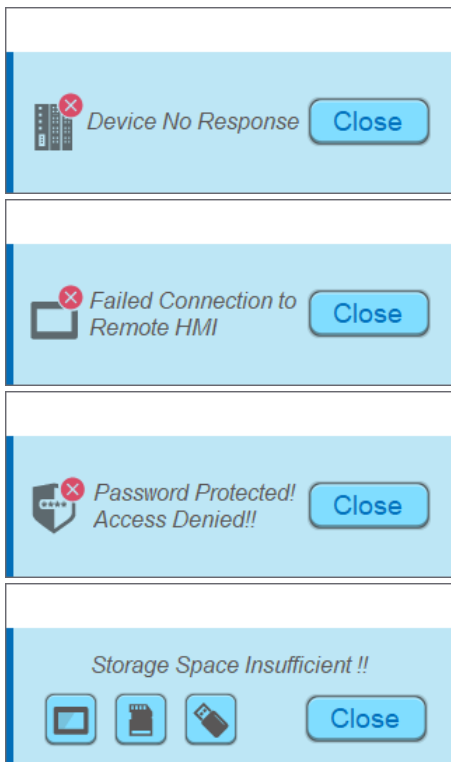 Device No Response
Close
Failed Connection to
Remote HMI
Close
****
Password Protected!
Access Denied!!
Close
Storage Space Insufficient !!
Close